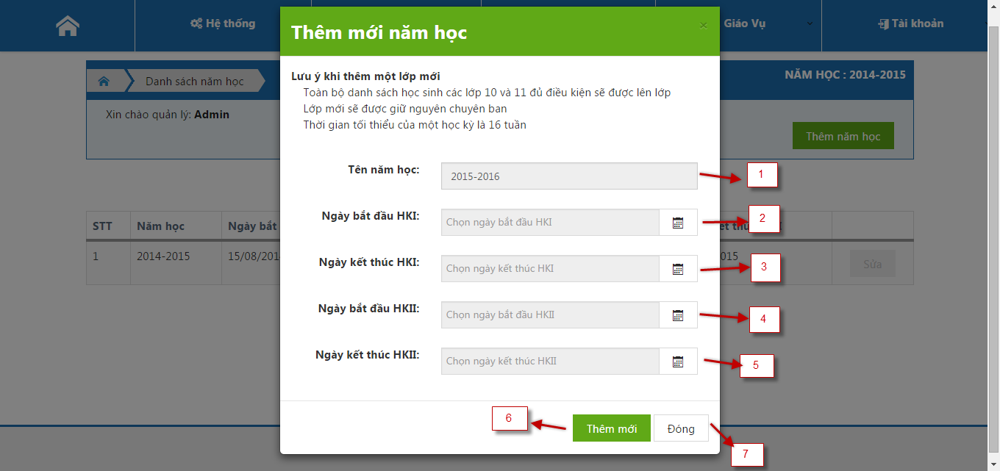 Hệ thống
Giáo Vụ
Tài khoản
Thêm mới năm học
×
Danh sách năm học
NĂM HỌC : 2014-2015
Xin chào quản lý: Admin
Thêm năm học
Lưu ý khi thêm một lớp mới
Toàn bộ danh sách học sinh các lớp 10 và 11 đủ điều kiện sẽ được lên lớp
Lớp mới sẽ được giữ nguyên chuyên ban
Thời gian tối thiểu của một học kỳ là 16 tuần
Tên năm học: 2015-2016 1
Ngày bắt đầu HKI: Chọn ngày bắt đầu HKI 2
Ngày kết thúc HKI: Chọn ngày kết thúc HKI 3
Ngày bắt đầu HKII: Chọn ngày bắt đầu HKII 4
Ngày kết thúc HKII: Chọn ngày kết thúc HKII 5
STT Năm học Ngày bắt
1 2014-2015 15/08/201 015 Sửa
6 Thêm mới Đóng 7